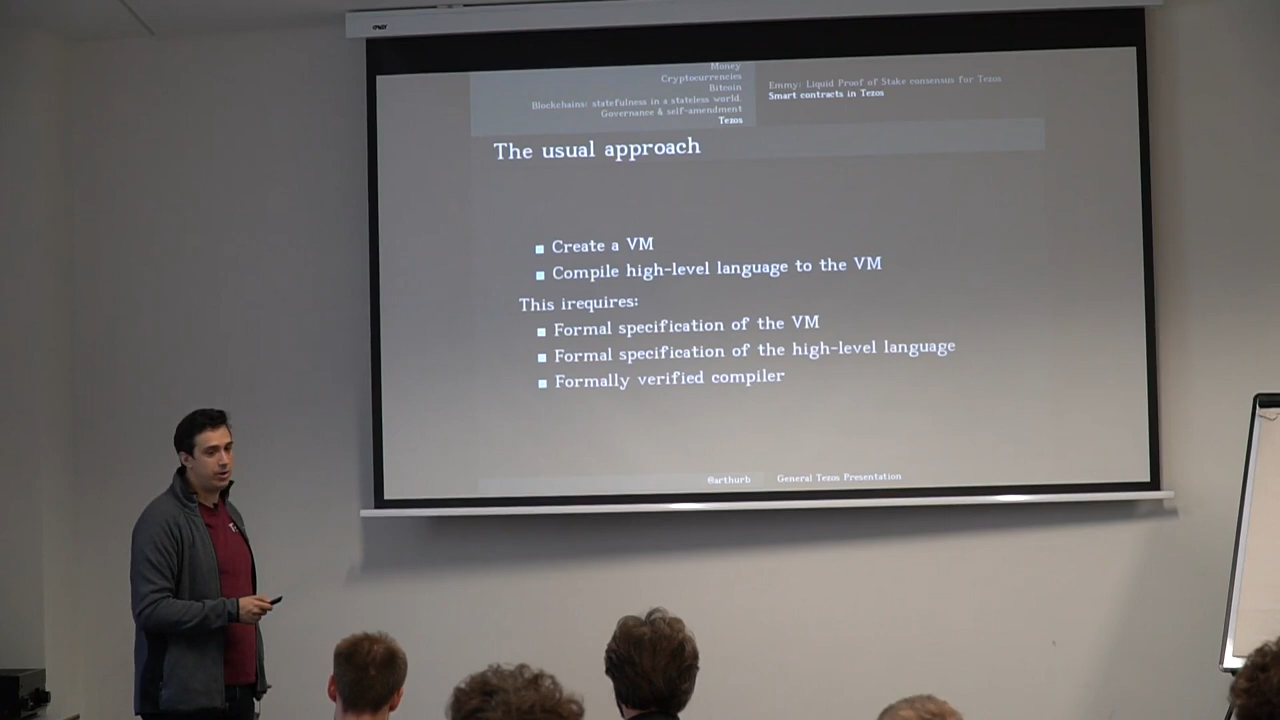 Money
Cryptocurrencies
Bitcoin
Blockchains: statefulness in a stateless world.
Governance & self-amendment
Tezos
Emmy: Liquid Proof of Stake consensus for Tezos
Smart contracts in Tezos
The usual approach
Create a VM
Compile high-level language to the VM
This irequires:
Formal specification of the VM
Formal specification of the high-level language
Formally verified compiler
@arthurb
General Tezos Presentation